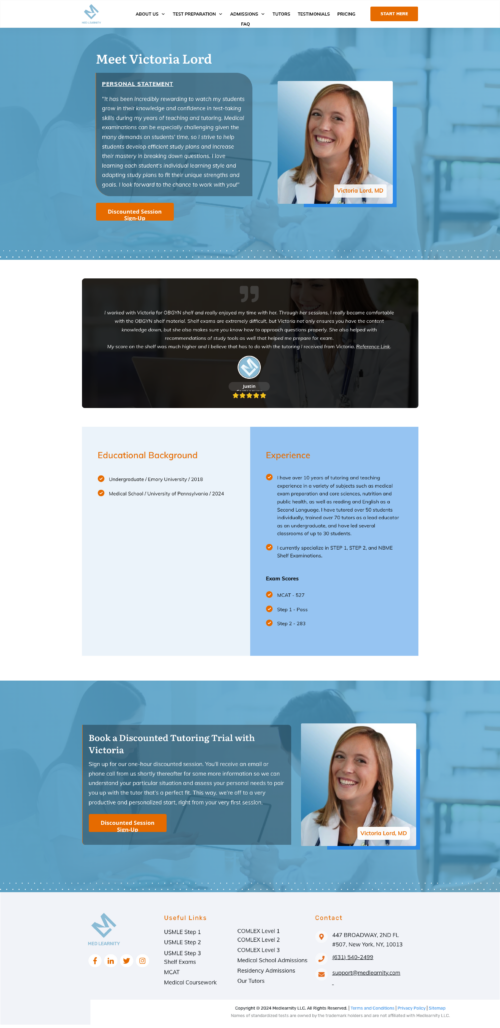 ABOUT US
TEST PREPARATION
ADMISSIONS
TUTORS
TESTIMONIALS
PRICING
FAQ
START HERE
MED LEARNITY
Meet Victoria Lord
PERSONAL STATEMENT
"It has been incredibly rewarding to watch my students
grow in their knowledge and confidence in test-taking
skills during my years of teaching and tutoring. Medical
examinations can be especially challenging given the
many demands on students' time, so I strive to help
students develop efficient study plans and increase
their mastery in breaking down questions. I love
learning each student's individual learning style and
adapting study plans to fit their unique strengths and
goals. I look forward to the chance to work with you!"
Victoria Lord, MD
Discounted Session
Sign-Up
I worked with Victoria for OBGYN shelf and really enjoyed my time with her. Through her sessions, I really became comfortable
with the OBGYN shelf material. Shelf exams are extremely difficult, but Victoria not only ensures you have the content
knowledge down, but she also makes sure you know how to approach questions properly. She also helped with
recommendations of study tools as well that helped me prepare for exam.
My score on the shelf was much higher and I believe that has to do with the tutoring I received from Victoria. Reference Link.
Justin
Educational Background
Undergraduate / Emory University / 2018
Medical School / University of Pennsylvania / 2024
Experience
I have over 10 years of tutoring and teaching
experience in a variety of subjects such as medical
exam preparation and core sciences, nutrition and
public health, as well as reading and English as a
Second Language. I have tutored over 50 students
individually, trained over 70 tutors as a lead educator
as an undergraduate, and have led several
classrooms of up to 30 students.
I currently specialize in STEP 1, STEP 2, and NBME
Shelf Examinations.
Exam Scores
MCAT - 527
Step 1 - Pass
Step 2 - 283
Book a Discounted Tutoring Trial with
Victoria
Sign up for our one-hour discounted session. You'll receive an email or
phone call from us shortly thereafter for some more information so we can
understand your particular situation and assess your personal needs to pair
you up with the tutor that's a perfect fit. This way, we're off to a very
productive and personalized start, right from your very first session.
Discounted Session
Sign-Up
Victoria Lord, MD
MED LEARNITY
Useful Links
USMLE Step 1
USMLE Step 2
USMLE Step 3
Shelf Exams
MCAT
Medical Coursework
COMLEX Level 1
COMLEX Level 2
COMLEX Level 3
Medical School Admissions
Residency Admissions
Our Tutors
Contact
447 BROADWAY, 2ND FL
#507, New York, NY, 10013
(631) 540-2499
support@medlearnity.com
Copyright © 2024 Medlearnity LLC. All Rights Reserved. | Terms and Conditions | Privacy Policy | Sitemap
Names of standardized tests are owned by the trademark holders and are not affiliated with Medlearnity LLC.